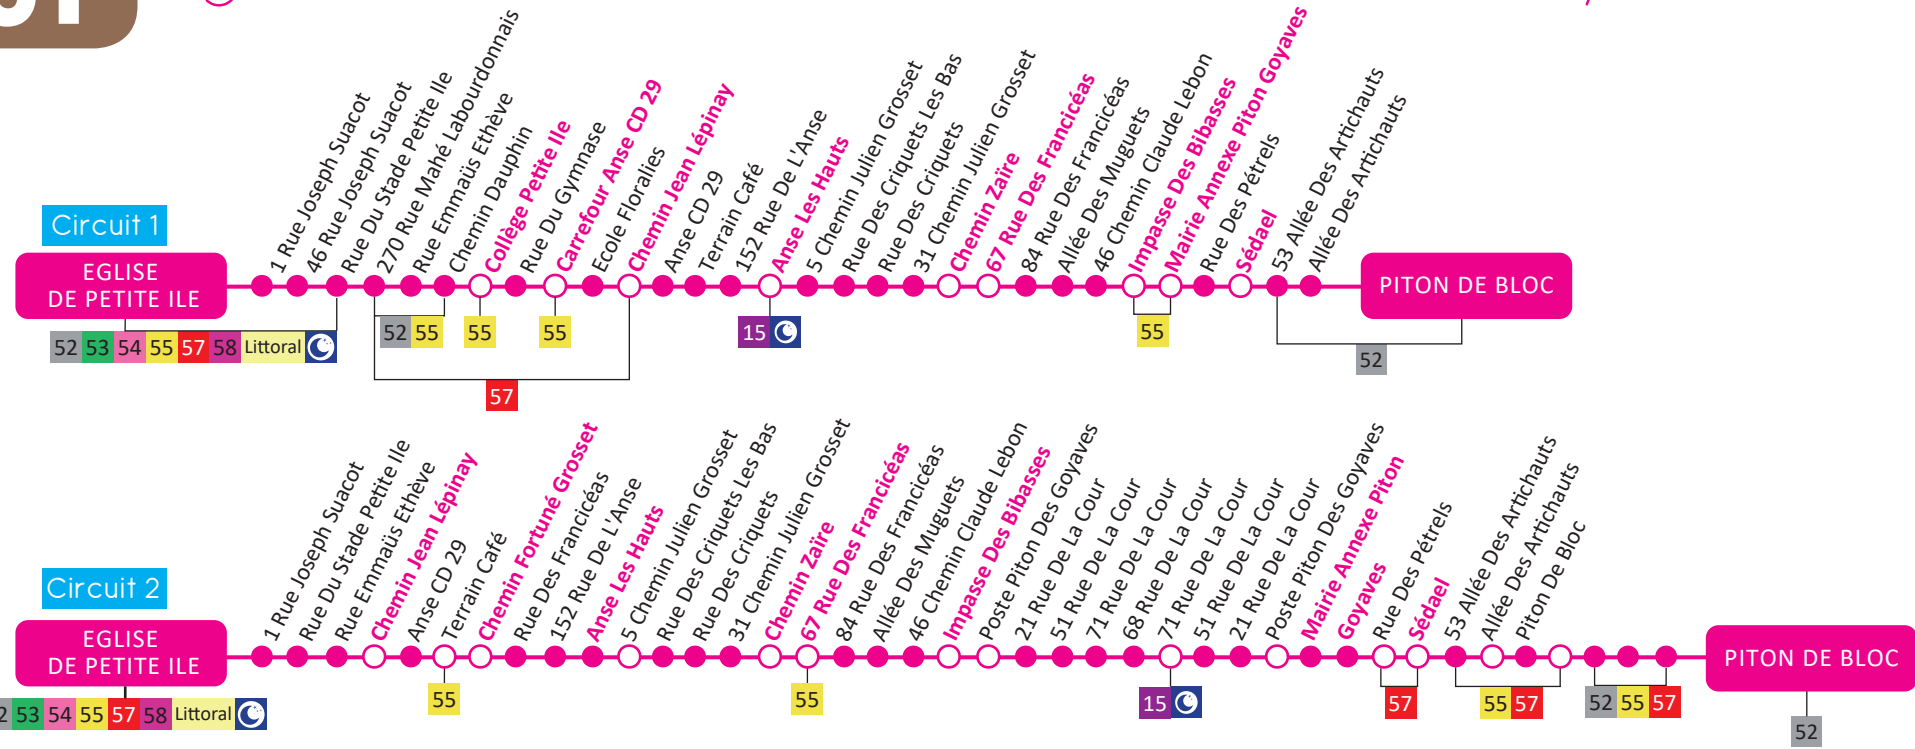 Circuit 1
EGLISE
DE PETITE ILE
1 Rue Joseph Suacot
46 Rue Joseph Suacot
Rue Du Stade Petite Ile
270 Rue Mahé Labourdonnais
Rue Emmaüs Ethève
Chemin Dauphin
Collège Petite Ile
Rue Du Gymnase
Carrefour Anse CD 29
Ecole Floralies
Chemin Jean Lépinay
Anse CD 29
Terrain Café
152 Rue De L'Anse
Anse Les Hauts
5 Chemin Julien Grosset
Rue Des Criquets Les Bas
Rue Des Criquets
31 Chemin Julien Grosset
Chemin Zaïre
67 Rue Des Francicéas
84 Rue Des Francicéas
Allée Des Muguets
46 Chemin Claude Lebon
Impasse Des Bibasses
Mairie Annexe Piton Goyaves
Rue Des Pétrels
Sédael
53 Allée Des Artichauts
Allée Des Artichauts
PITON DE BLOC
52 53 54 55 57 58 Littoral
52 55
55
55
15
55
52
57
Circuit 2
EGLISE
DE PETITE ILE
1 Rue Joseph Suacot
Rue Du Stade Petite Ile
Rue Emmaüs Ethève
Chemin Jean Lépinay
Anse CD 29
Terrain Café
Chemin Fortuné Grosset
Rue Des Francicéas
152 Rue De L'Anse
Anse Les Hauts
5 Chemin Julien Grosset
Rue Des Criquets Les Bas
Rue Des Criquets
31 Chemin Julien Grosset
Chemin Zaïre
67 Rue Des Francicéas
84 Rue Des Francicéas
Allée Des Muguets
46 Chemin Claude Lebon
Impasse Des Bibasses
Poste Piton Des Goyaves
21 Rue De La Cour
51 Rue De La Cour
71 Rue De La Cour
68 Rue De La Cour
71 Rue De La Cour
51 Rue De La Cour
21 Rue De La Cour
Poste Piton Des Goyaves
Mairie Annexe Piton
Goyaves
Rue Des Pétrels
Sédael
53 Allée Des Artichauts
Allée Des Artichauts
Piton De Bloc
PITON DE BLOC
2 53 54 55 57 58 Littoral
55
55
15
57
55 57
52 55 57
52